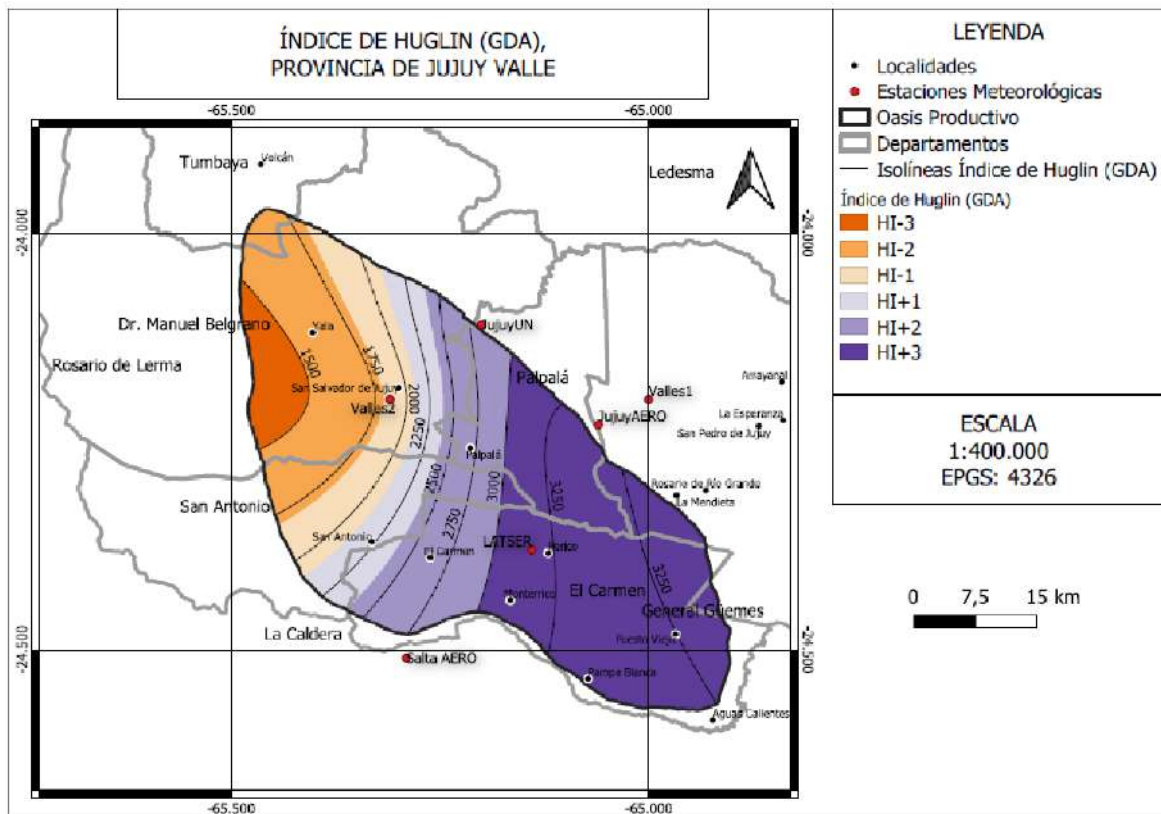 ÍNDICE DE HUGLIN (GDA),
PROVINCIA DE JUJUY VALLE
-65.500
-65.000
Tumbaya
Volcán
Ledesma
-24.000
-24.000
Dr. Manuel Belgrano
Yala
JujuyUN
Rosario de Lerma
1500
1750
Palpalá
San Salvador de Jujuy
Valles2
2000
Valles1
Arrayanal
JujuyAERO
La Esperanza
San Pedro de Jujuy
2250
Palpalá
2500
3000
3250
Rosario de Río Grande
La Mendieta
San Antonio
2750
San Antonio
El Carmen
LATSER
Perico
3250
Monterrico
El Carmen
General Güemes
La Caldera
Puesto Viejo
-24.500
-24.500
Salta AERO
Pampa Blanca
Aguas Calientes
-65.500
-65.000
LEYENDA
Localidades
Estaciones Meteorológicas
Oasis Productivo
Departamentos
Isolíneas Índice de Huglin (GDA)
Índice de Huglin (GDA)
HI-3
HI-2
HI-1
HI+1
HI+2
HI+3
ESCALA
1:400.000
EPGS: 4326
0 7,5 15 km